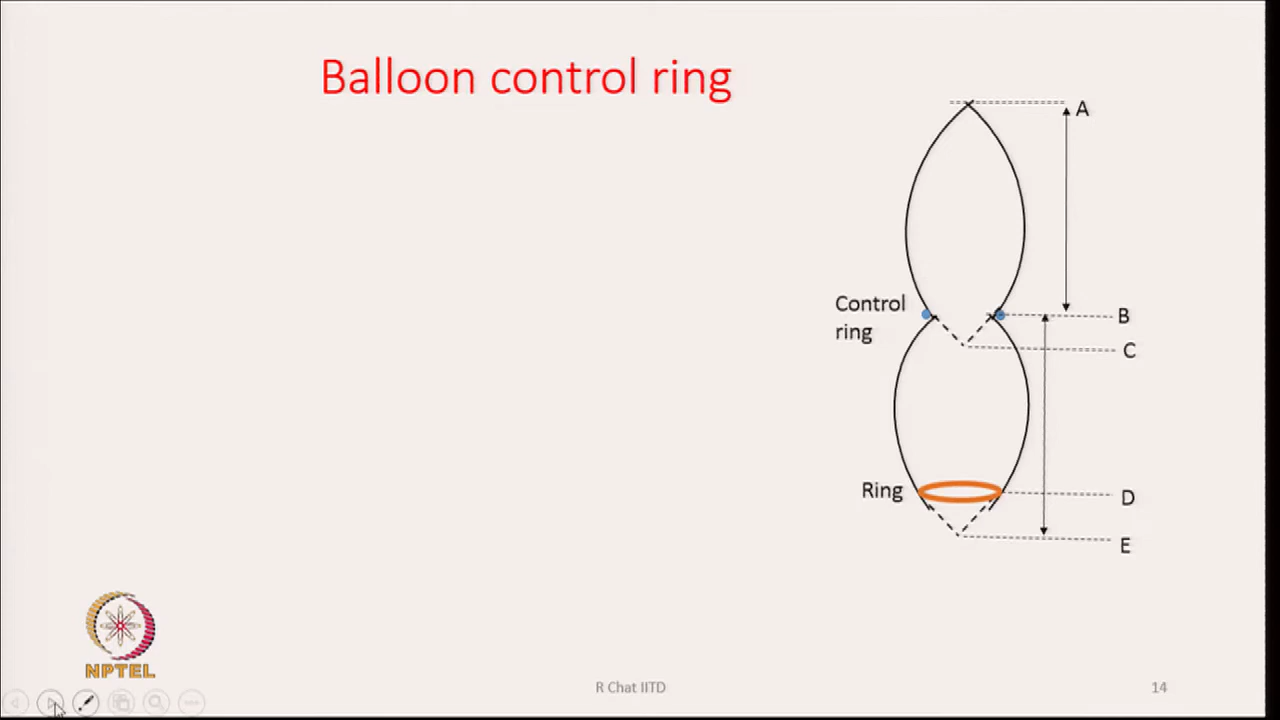 Balloon control ring
A
Control
ring
B
C
Ring
D
E
NPTEL
R Chat IITD
14